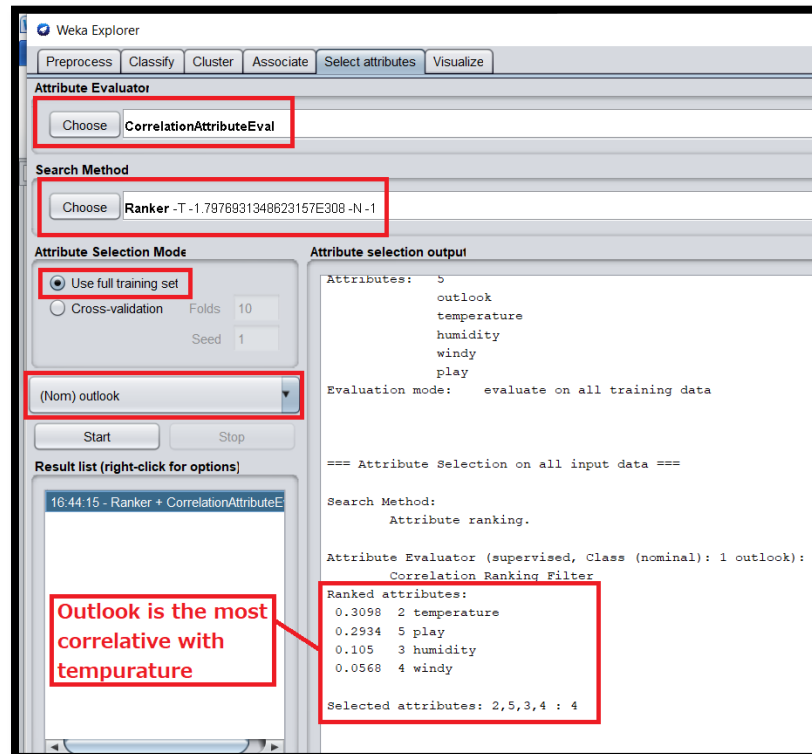 Weka Explorer
Preprocess Classify Cluster Associate Select attributes Visualize
Attribute Evaluator
Choose CorrelationAttributeEval
Search Method
Choose Ranker -T -1.7976931348623157E308 -N -1
Attribute Selection Mode
Use full training set
Cross-validation Folds 10
Seed 1
(Nom) outlook
Start Stop
Result list (right-click for options)
16:44:15 - Ranker + CorrelationAttributeE
Outlook is the most
correlative with
tempurature
Attribute selection output
Attributes: 5
outlook
temperature
humidity
windy
play
Evaluation mode: evaluate on all training data
=== Attribute Selection on all input data ===
Search Method:
Attribute ranking.
Attribute Evaluator (supervised, Class (nominal): 1 outlook):
Correlation Ranking Filter
Ranked attributes:
0.3098 2 temperature
0.2934 5 play
0.105 3 humidity
0.0568 4 windy
Selected attributes: 2,5,3,4 : 4